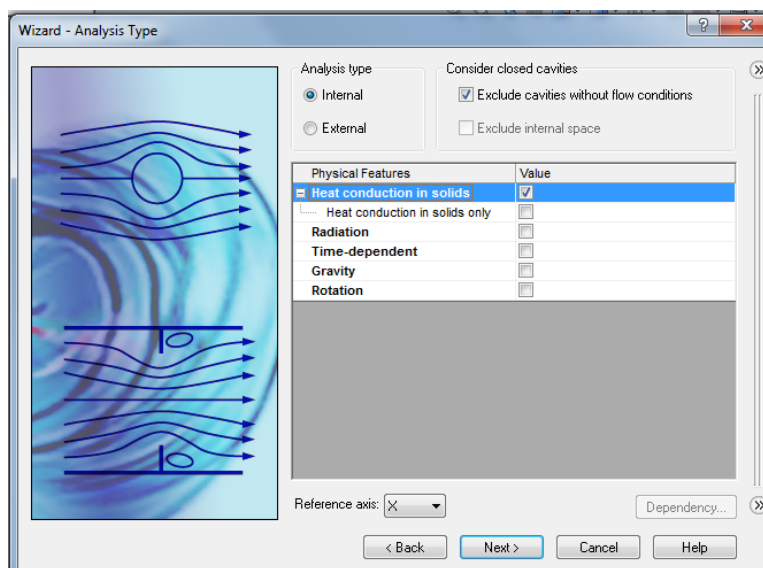 Wizard - Analysis Type
Analysis type
Internal
External
Consider closed cavities
Exclude cavities without flow conditions
Exclude internal space
Physical Features Value
Heat conduction in solids
Heat conduction in solids only
Radiation
Time-dependent
Gravity
Rotation
Reference axis: X
Dependency...
< Back Next > Cancel Help